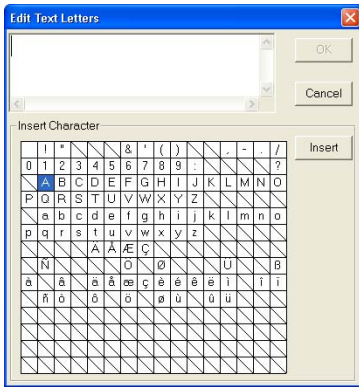 Edit Text Letters
OK
Cancel
Insert Character
Insert
! " & ' ( ) , - . /
0 1 2 3 4 5 6 7 8 9 : ?
A B C D E F G H I J K L M N O
P Q R S T U V W X Y Z
a b c d e f g h i j k l m n o
p q r s t u v w x y z
Ä Å Æ Ç
Ñ Ö Ø Ü ß
à â ä å æ ç è é ê ë ì î ï
ñ ò ô ö ø ù û ü